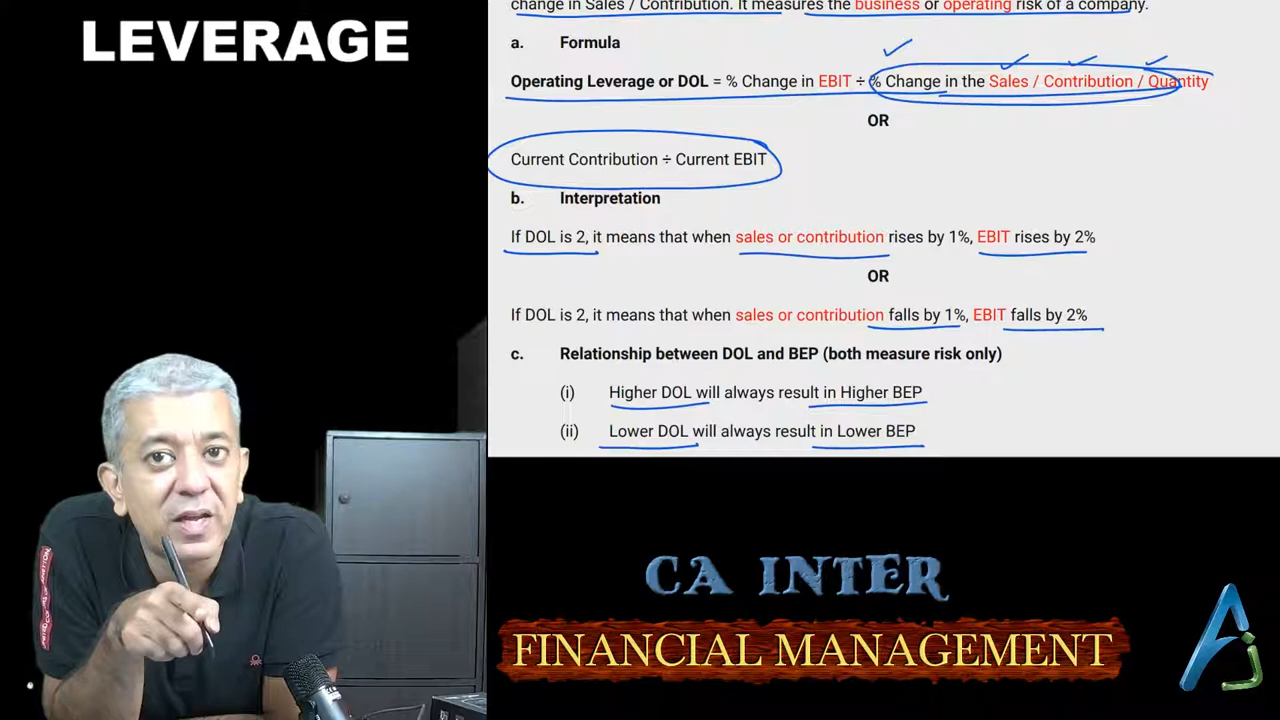 LEVERAGE
change in Sales / Contribution. It measures the business or operating risk of a company.
a. Formula
Operating Leverage or DOL = % Change in EBIT ÷ % Change in the Sales / Contribution / Quantity
OR
Current Contribution ÷ Current EBIT
b. Interpretation
If DOL is 2, it means that when sales or contribution rises by 1%, EBIT rises by 2%
OR
If DOL is 2, it means that when sales or contribution falls by 1%, EBIT falls by 2%
c. Relationship between DOL and BEP (both measure risk only)
(i) Higher DOL will always result in Higher BEP
(ii) Lower DOL will always result in Lower BEP
CA INTER
FINANCIAL MANAGEMENT